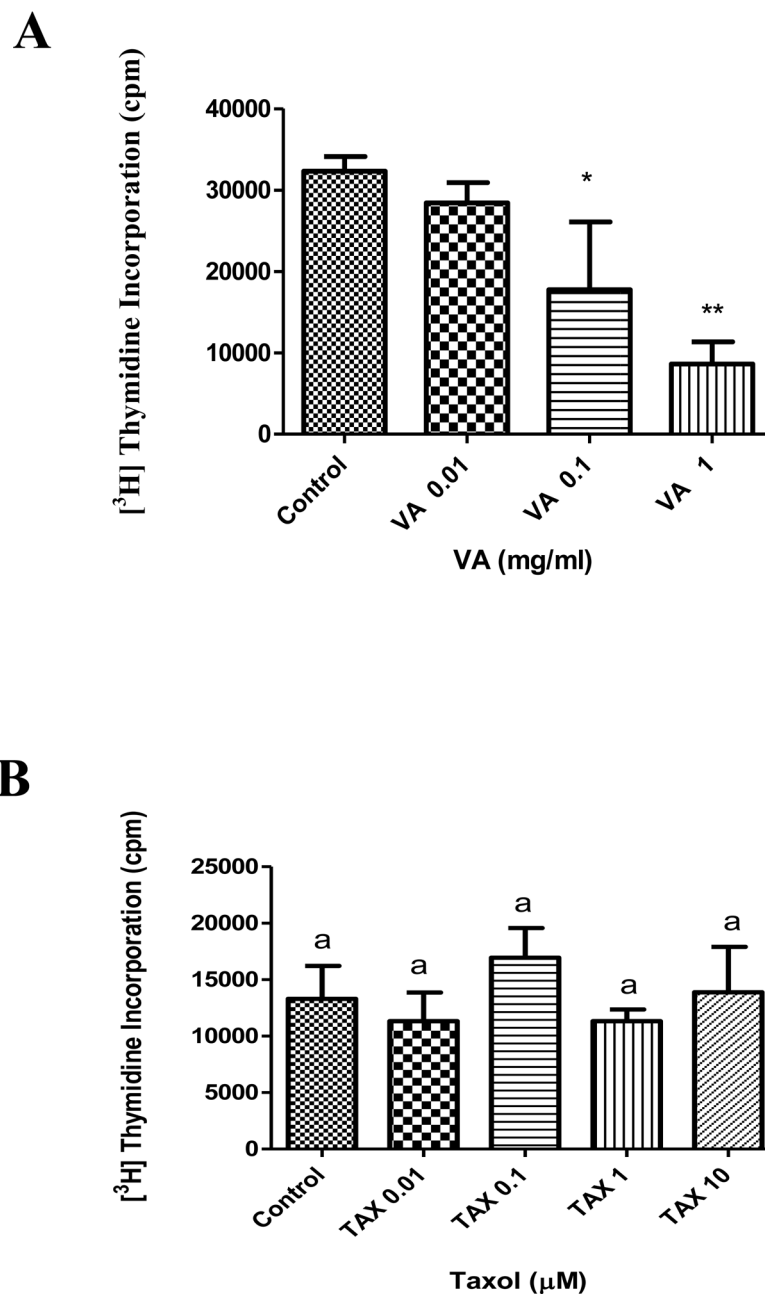 A
[³H] Thymidine Incorporation (cpm)
40000
30000
20000
10000
0
*
**
Control
VA 0.01
VA 0.1
VA 1
VA (mg/ml)
B
[³H] Thymidine Incorporation (cpm)
25000
20000
15000
10000
5000
0
a
a
a
a
a
Control
TAX 0.01
TAX 0.1
TAX 1
TAX 10
Taxol (μM)